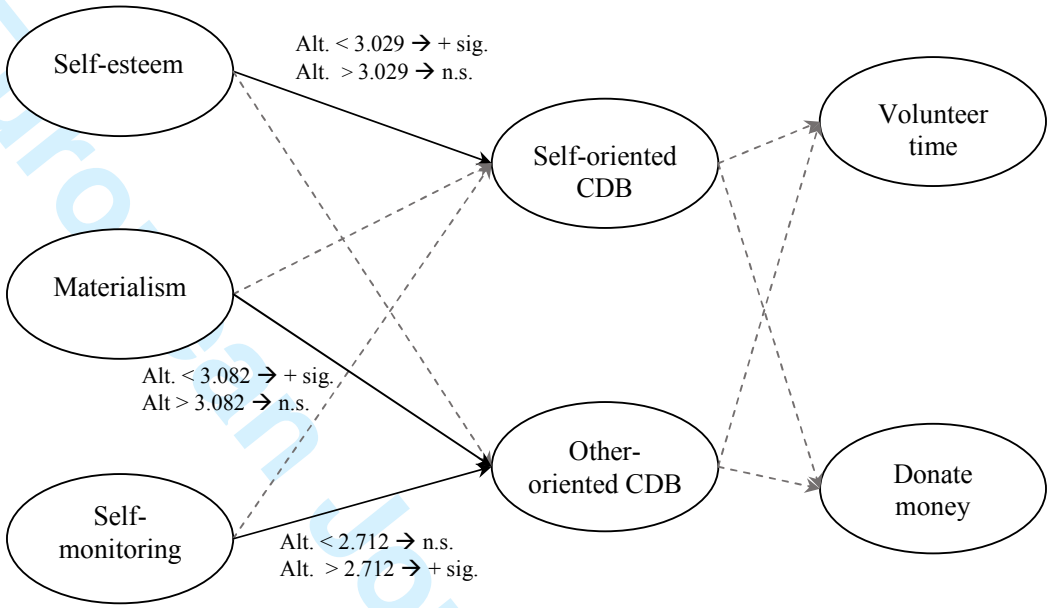 Self-esteem
Alt. < 3.029 → + sig.
Alt. > 3.029 → n.s.
Volunteer
time
Self-oriented
CDB
Materialism
Alt. < 3.082 → + sig.
Alt > 3.082 → n.s.
Other-
oriented CDB
Donate
money
Self-
monitoring
Alt. < 2.712 → n.s.
Alt. > 2.712 → + sig.